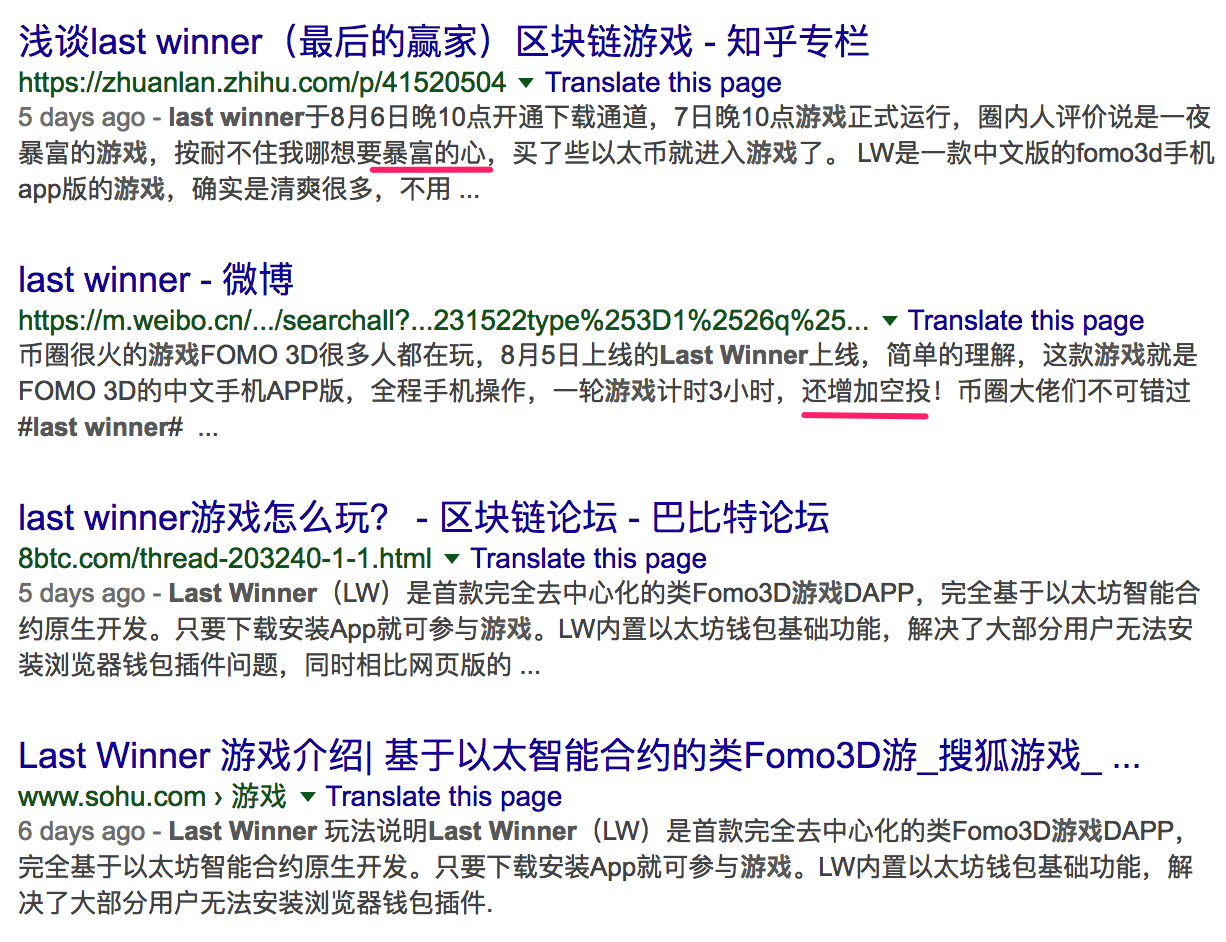 浅谈last winner（最后的赢家）区块链游戏 - 知乎专栏
https://zhuanlan.zhihu.com/p/41520504 ▼ Translate this page
5 days ago - last winner于8月6日晚10点开通下载通道，7日晚10点游戏正式运行，圈内人评价说是一夜
暴富的游戏，按耐不住我哪想要暴富的心，买了些以太币就进入游戏了。 LW是一款中文版的fomo3d手机
app版的游戏，确实是清爽很多，不用 ...
last winner - 微博
https://m.weibo.cn/.../searchall?...231522type%253D1%2526q%25... ▼ Translate this page
币圈很火的游戏FOMO 3D很多人都在玩，8月5日上线的Last Winner上线，简单的理解，这款游戏就是
FOMO 3D的中文手机APP版，全程手机操作，一轮游戏计时3小时，还增加空投！币圈大佬们不可错过
#last winner# ...
last winner游戏怎么玩？ - 区块链论坛 - 巴比特论坛
8btc.com/thread-203240-1-1.html ▼ Translate this page
5 days ago - Last Winner（LW）是首款完全去中心化的类Fomo3D游戏DAPP，完全基于以太坊智能合
约原生开发。只要下载安装App就可参与游戏。LW内置以太坊钱包基础功能，解决了大部分用户无法安
装浏览器钱包插件问题，同时相比网页版的 ...
Last Winner 游戏介绍| 基于以太智能合约的类Fomo3D游_搜狐游戏_ ...
www.sohu.com › 游戏 ▼ Translate this page
6 days ago - Last Winner 玩法说明Last Winner（LW）是首款完全去中心化的类Fomo3D游戏DAPP，
完全基于以太坊智能合约原生开发。只要下载安装App就可参与游戏。LW内置以太坊钱包基础功能，解
决了大部分用户无法安装浏览器钱包插件.